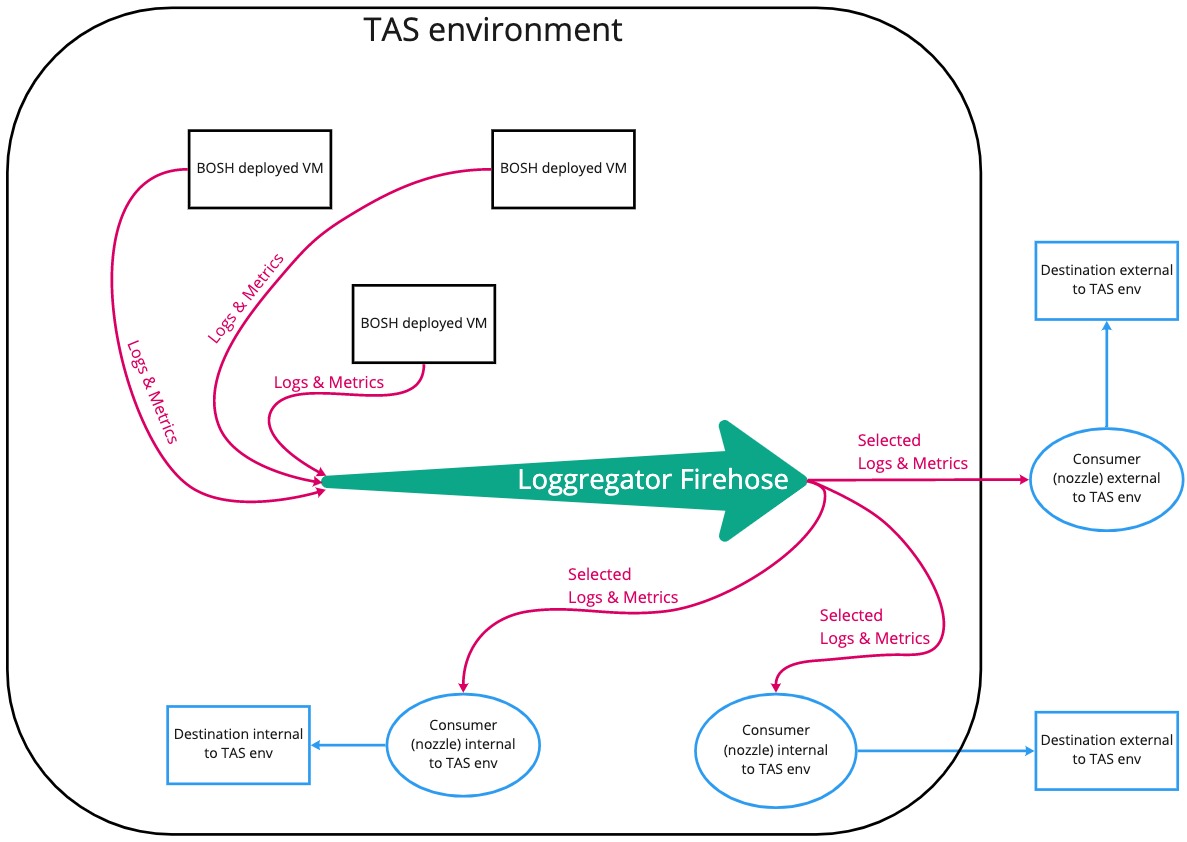 TAS environment
BOSH deployed VM
BOSH deployed VM
Logs & Metrics
Destination external
to TAS env
BOSH deployed VM
Logs & Metrics
Logs & Metrics
Loggregator Firehose
Selected
Logs & Metrics
Consumer
(nozzle) external
to TAS env
Selected
Logs & Metrics
Selected
Logs & Metrics
Destination internal
to TAS env
Consumer
(nozzle) internal
to TAS env
Consumer
(nozzle) internal
to TAS env
Destination external
to TAS env